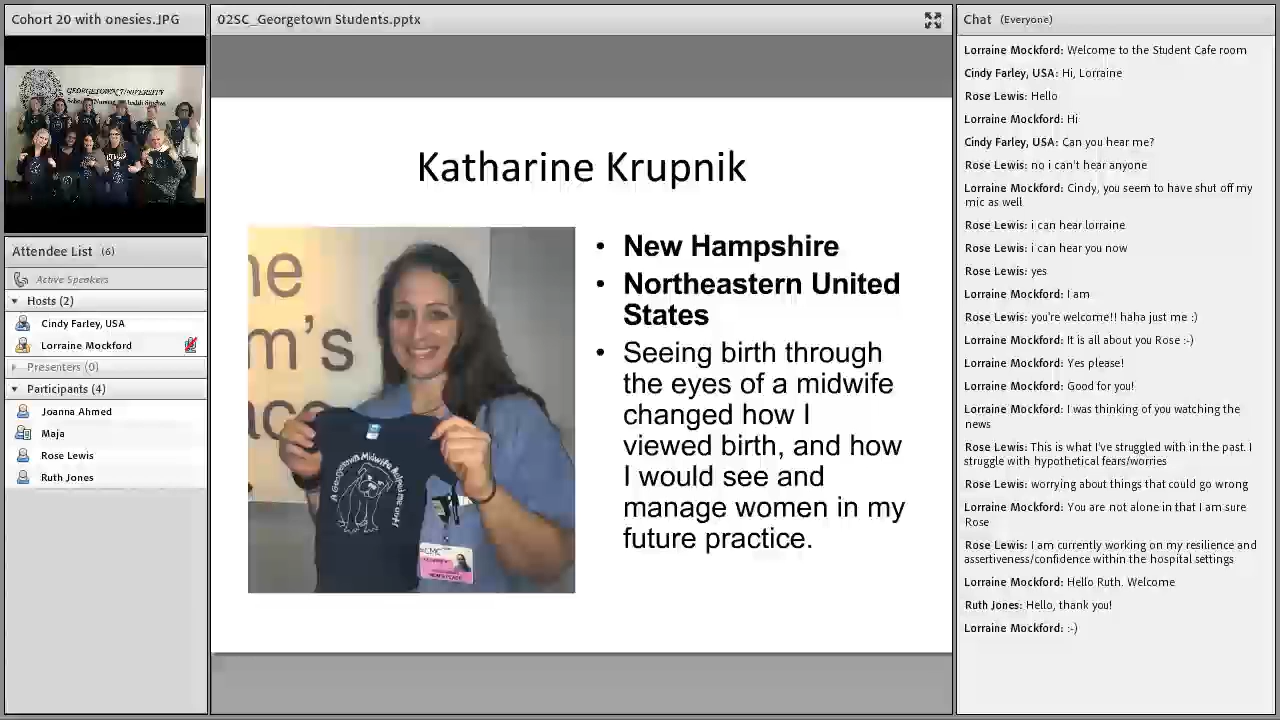 Cohort 20 with onesies.JPG
GEORGETOWN UNIVERSITY
Attendee List (6)
Active Speakers
Hosts (2)
Cindy Farley, USA
Lorraine Mockford
Presenters (0)
Participants (4)
Joanna Ahmed
Maja
Rose Lewis
Ruth Jones
02SC_Georgetown Students.pptx
Katharine Krupnik
• New Hampshire
• Northeastern United
States
• Seeing birth through
the eyes of a midwife
changed how I
viewed birth, and how
I would see and
manage women in my
future practice.
A Georgetown Midwife helped me out!
Chat (Everyone)
Lorraine Mockford: Welcome to the Student Cafe room
Cindy Farley, USA: Hi, Lorraine
Rose Lewis: Hello
Lorraine Mockford: Hi
Cindy Farley, USA: Can you hear me?
Rose Lewis: no i can't hear anyone
Lorraine Mockford: Cindy, you seem to have shut off my
mic as well
Rose Lewis: i can hear lorraine
Rose Lewis: i can hear you now
Rose Lewis: yes
Lorraine Mockford: I am
Rose Lewis: you're welcome!! haha just me :)
Lorraine Mockford: It is all about you Rose :-)
Lorraine Mockford: Yes please!
Lorraine Mockford: Good for you!
Lorraine Mockford: I was thinking of you watching the
news
Rose Lewis: This is what I've struggled with in the past. I
struggle with hypothetical fears/worries
Rose Lewis: worrying about things that could go wrong
Lorraine Mockford: You are not alone in that I am sure
Rose
Rose Lewis: I am currently working on my resilience and
assertiveness/confidence within the hospital settings
Lorraine Mockford: Hello Ruth. Welcome
Ruth Jones: Hello, thank you!
Lorraine Mockford: :-)